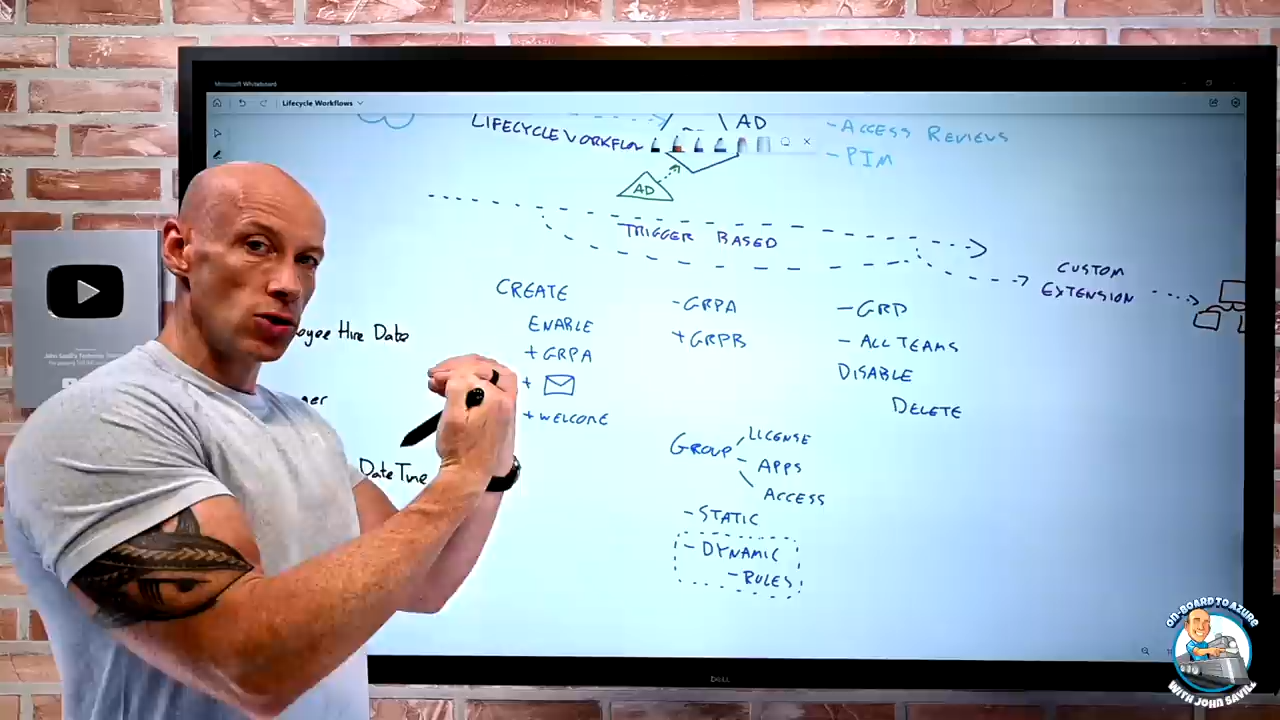 Microsoft Whiteboard
Lifecycle Workflows
LIFECYCLE WORKFLOW
AD
- ACCESS REVIEWS
- PIM
AD
TRIGGER BASED
CUSTOM
EXTENSION
CREATE
ENABLE
+ GRPA
+
+ WELCOME
- GRPA
+ GRPB
- GRP
- ALL TEAMS
DISABLE
DELETE
oyee Hire Date
ger
DateTime
GROUP
LICENSE
- APPS
ACCESS
- STATIC
- DYNAMIC
- RULES
DELL
ON-BOARD TO AZURE
WITH JOHN SAVILL